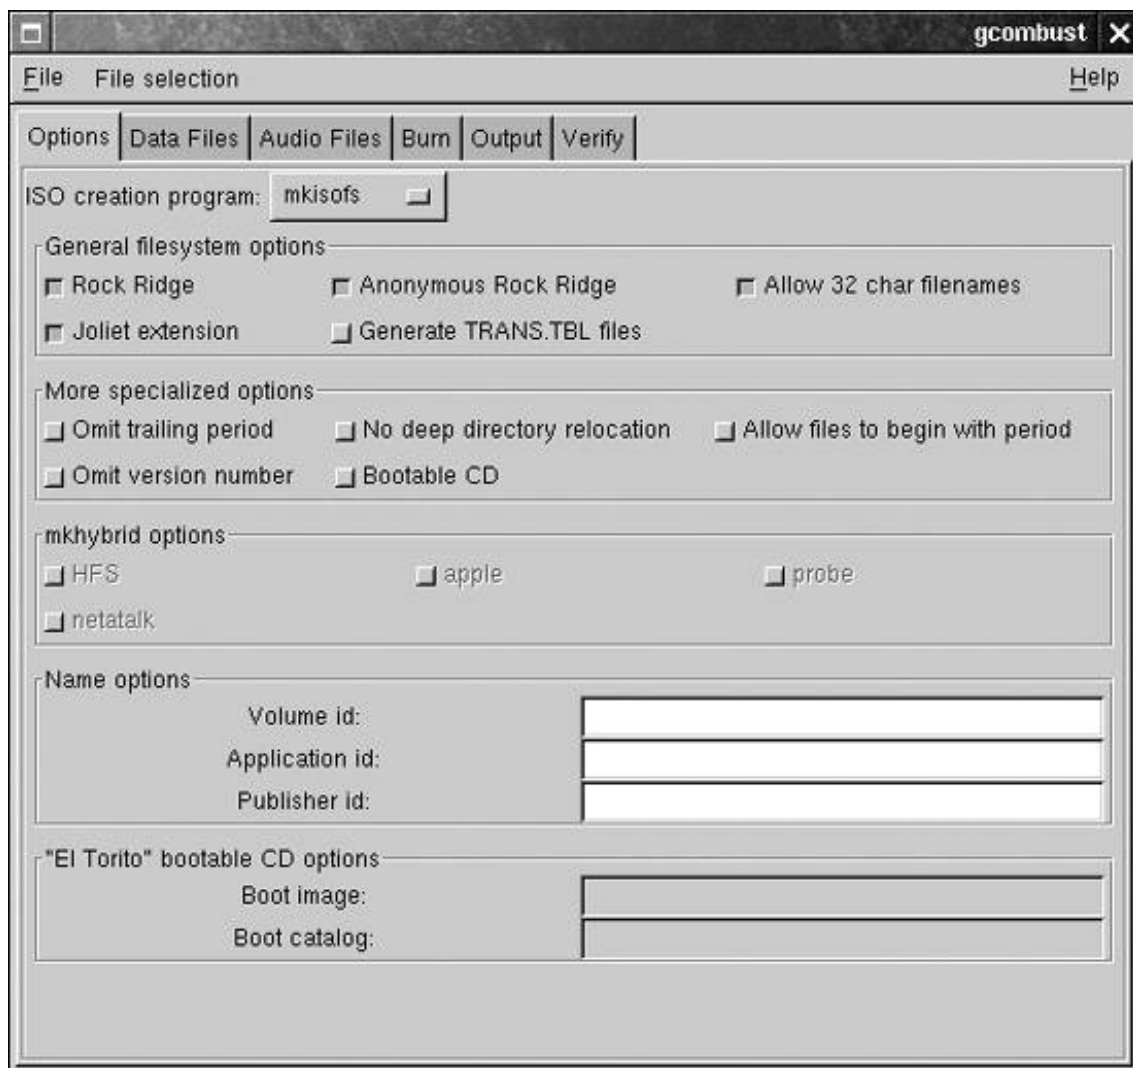 gcombust
File File selection Help
Options Data Files Audio Files Burn Output Verify
ISO creation program: mkisofs
General filesystem options
Rock Ridge Anonymous Rock Ridge Allow 32 char filenames
Joliet extension Generate TRANS.TBL files
More specialized options
Omit trailing period No deep directory relocation Allow files to begin with period
Omit version number Bootable CD
mkhybrid options
HFS apple probe
netatalk
Name options
Volume id:
Application id:
Publisher id:
"El Torito" bootable CD options
Boot image:
Boot catalog: